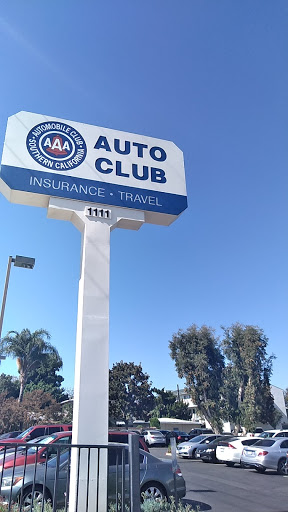 AUTOMOBILE CLUB
AAA
SOUTHERN CALIFORNIA
AUTO
CLUB
INSURANCE • TRAVEL
1111